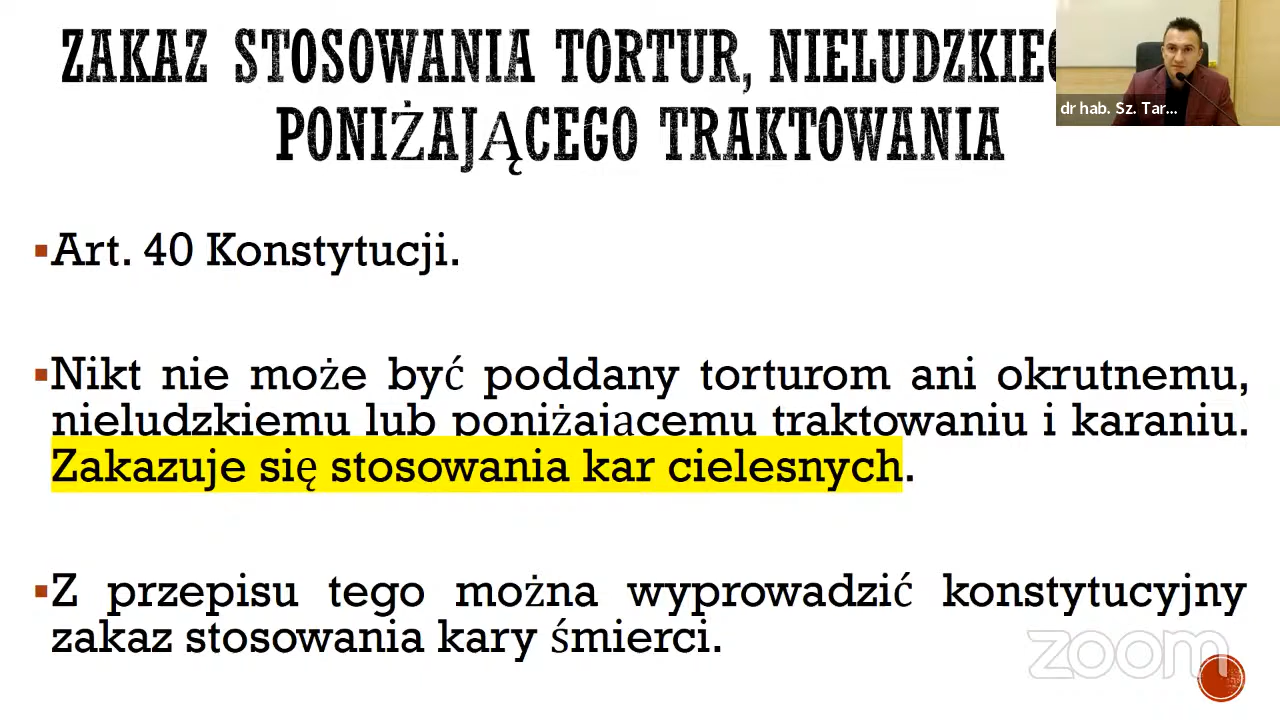 ZAKAZ STOSOWANIA TORTUR, NIELUDZKIEG
PONIŻAJĄCEGO TRAKTOWANIA
dr hab. Sz. Tar...
▪Art. 40 Konstytucji.
▪Nikt nie może być poddany torturom ani okrutnemu,
nieludzkiemu lub poniżającemu traktowaniu i karaniu.
Zakazuje się stosowania kar cielesnych.
▪Z przepisu tego można wyprowadzić konstytucyjny
zakaz stosowania kary śmierci.
zoom